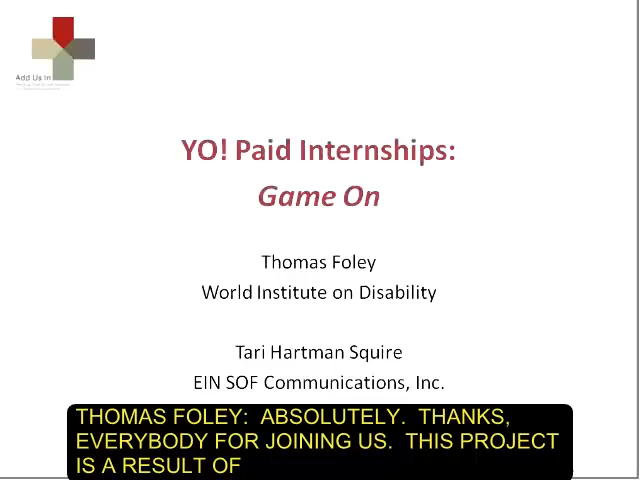 Add Us In
YO! Paid Internships:
Game On
Thomas Foley
World Institute on Disability
Tari Hartman Squire
EIN SOF Communications, Inc.
THOMAS FOLEY:  ABSOLUTELY.  THANKS,
EVERYBODY FOR JOINING US.  THIS PROJECT
IS A RESULT OF